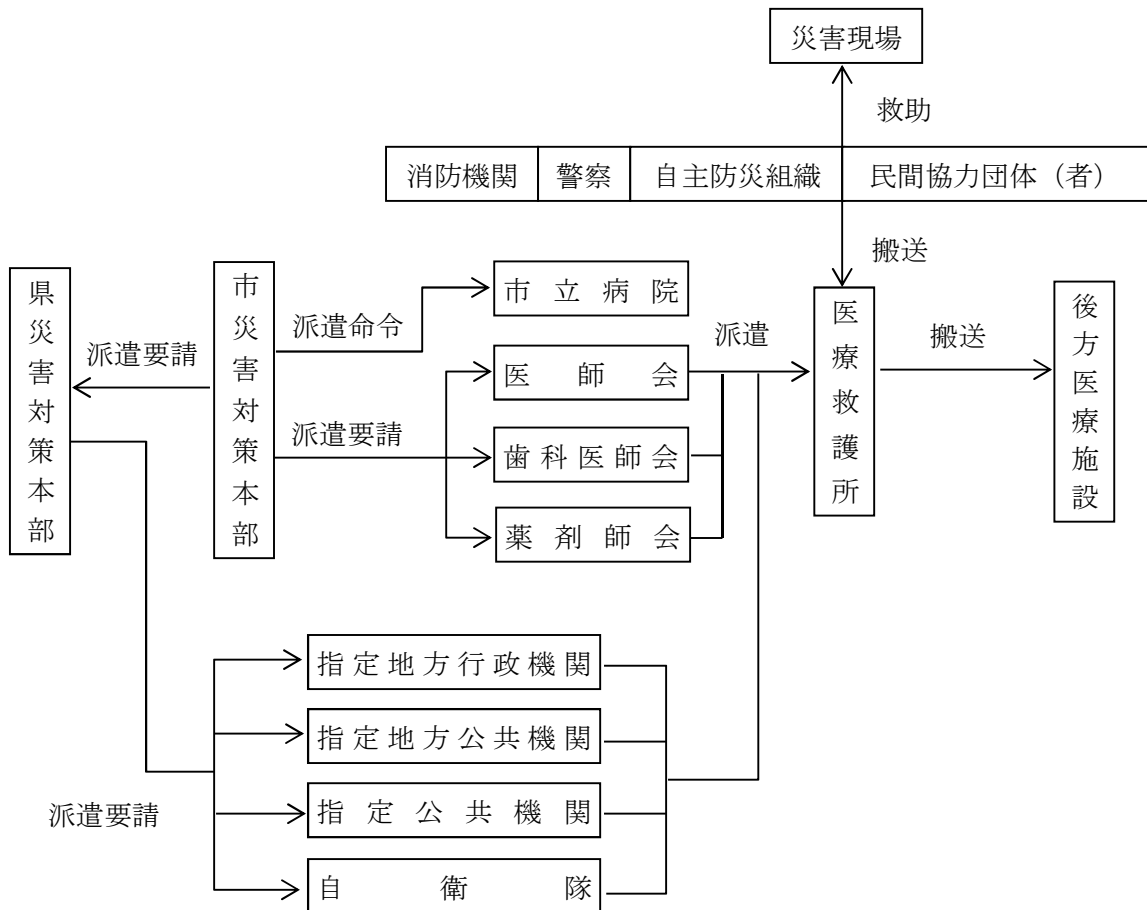 災害現場
救助
消防機関
警察
自主防災組織
民間協力団体（者）
搬送
県災害対策本部
派遣要請
市災害対策本部
派遣命令
派遣要請
市立病院
医師会
歯科医師会
薬剤師会
派遣
医療救護所
搬送
後方医療施設
派遣要請
指定地方行政機関
指定地方公共機関
指定公共機関
自衛隊